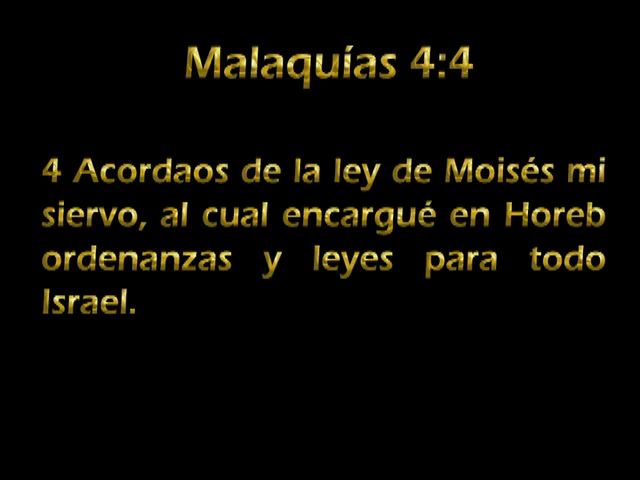 Malaquías 4:4
4 Acordaos de la ley de Moisés mi
siervo, al cual encargué en Horeb
ordenanzas y leyes para todo
Israel.